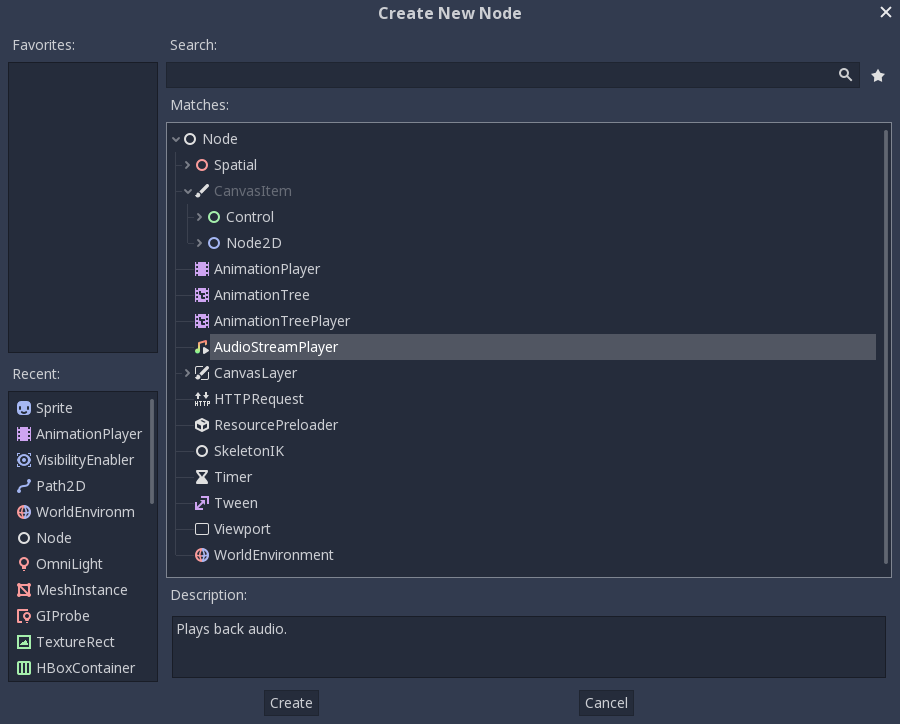 Create New Node
Favorites:
Search:
Matches:
Node
Spatial
CanvasItem
Control
Node2D
AnimationPlayer
AnimationTree
AnimationTreePlayer
AudioStreamPlayer
CanvasLayer
HTTP
HTTPRequest
ResourcePreloader
SkeletonIK
Timer
Tween
Viewport
WorldEnvironment
Recent:
Sprite
AnimationPlayer
VisibilityEnabler
Path2D
WorldEnvironm
Node
OmniLight
MeshInstance
GIProbe
TextureRect
HBoxContainer
Description:
Plays back audio.
Create
Cancel